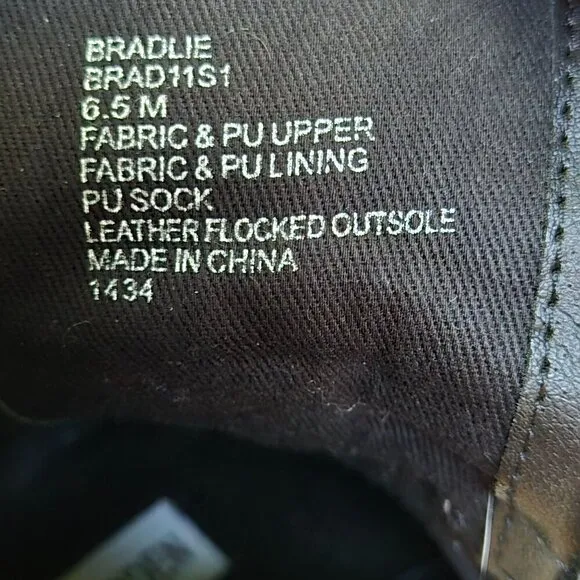 BRADLIE
BRAD11S1
6.5 M
FABRIC & PU UPPER
FABRIC & PU LINING
PU SOCK
LEATHER FLOCKED OUTSOLE
MADE IN CHINA
1434